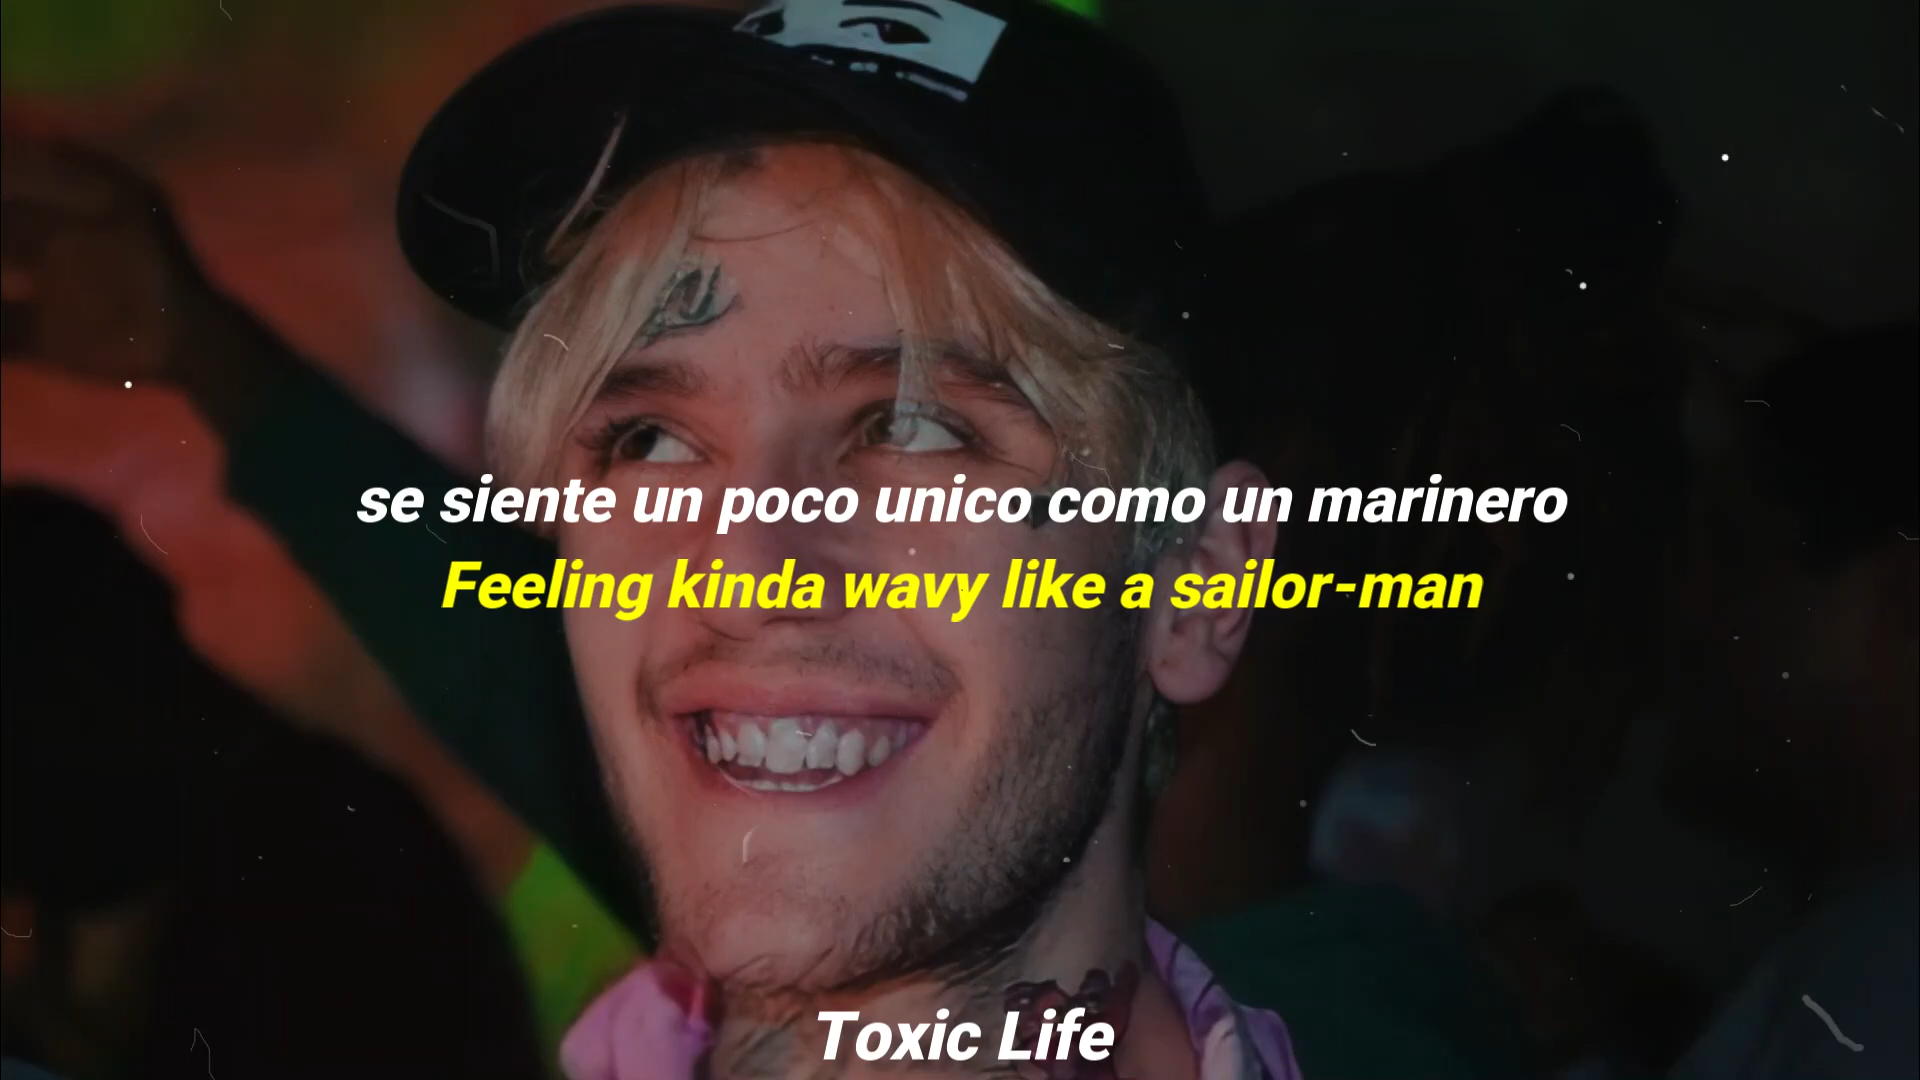 se siente un poco unico como un marinero
Feeling kinda wavy like a sailor-man
Toxic Life